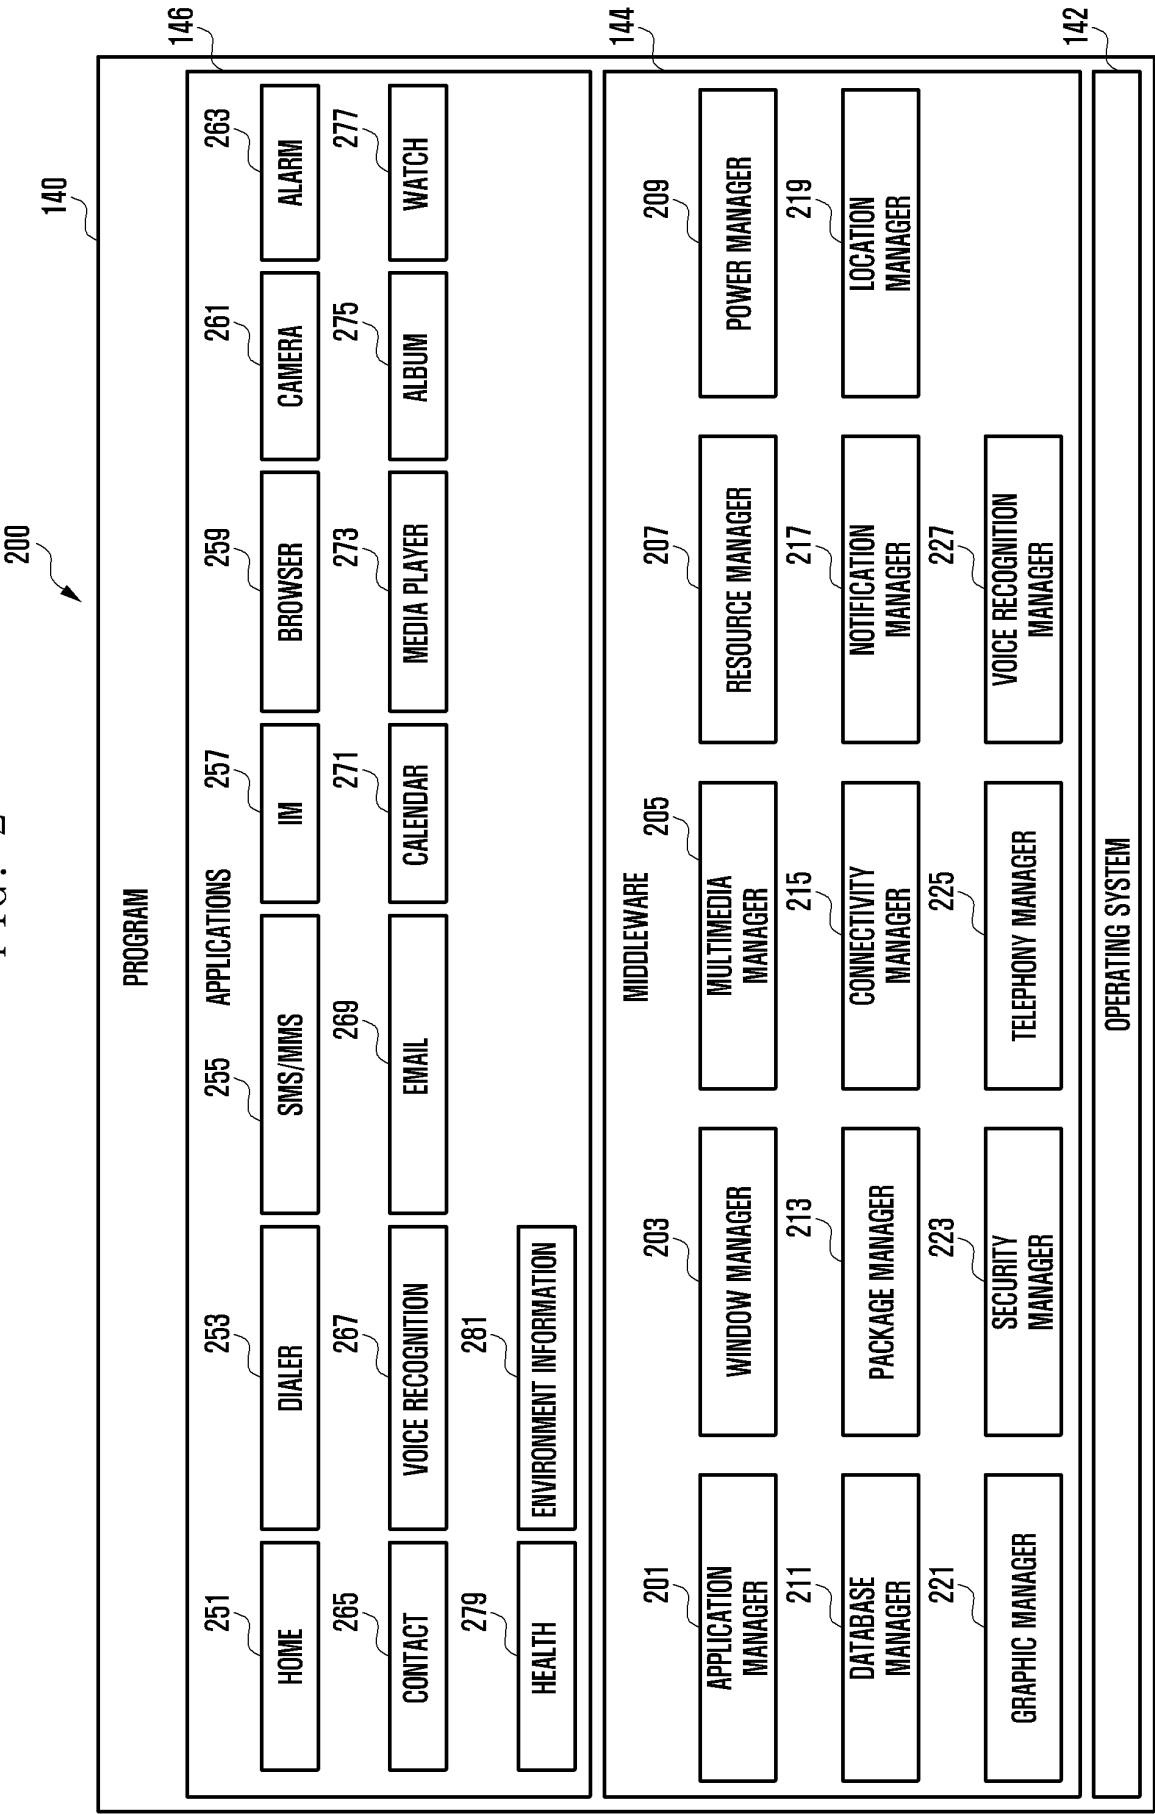 FIG. 2
200
140
PROGRAM
146
APPLICATIONS
251 253 255 257 259 261 263
HOME DIALER SMS/MMS IM BROWSER CAMERA ALARM
265 267 269 271 273 275 277
CONTACT VOICE RECOGNITION EMAIL CALENDAR MEDIA PLAYER ALBUM WATCH
279 281
HEALTH ENVIRONMENT INFORMATION
144
MIDDLEWARE
201 203 205 207 209
APPLICATION
MANAGER
WINDOW MANAGER
MULTIMEDIA
MANAGER
RESOURCE MANAGER
POWER MANAGER
211 213 215 217 219
DATABASE
MANAGER
PACKAGE MANAGER
CONNECTIVITY
MANAGER
NOTIFICATION
MANAGER
LOCATION
MANAGER
221 223 225 227
GRAPHIC MANAGER
SECURITY
MANAGER
TELEPHONY MANAGER
VOICE RECOGNITION
MANAGER
142
OPERATING SYSTEM